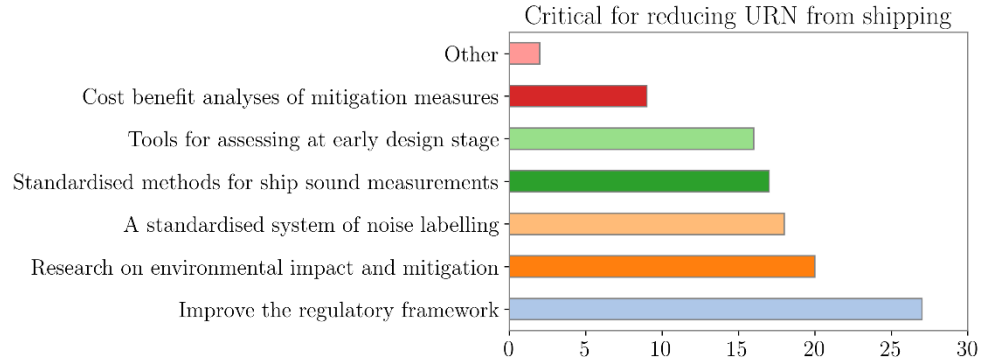 Critical for reducing URN from shipping
Other
Cost benefit analyses of mitigation measures
Tools for assessing at early design stage
Standardised methods for ship sound measurements
A standardised system of noise labelling
Research on environmental impact and mitigation
Improve the regulatory framework
0 5 10 15 20 25 30